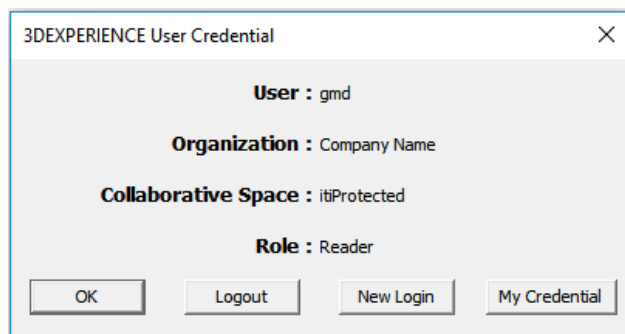 3DEXPERIENCE User Credential
User : gmd
Organization : Company Name
Collaborative Space : itiProtected
Role : Reader
OK Logout New Login My Credential